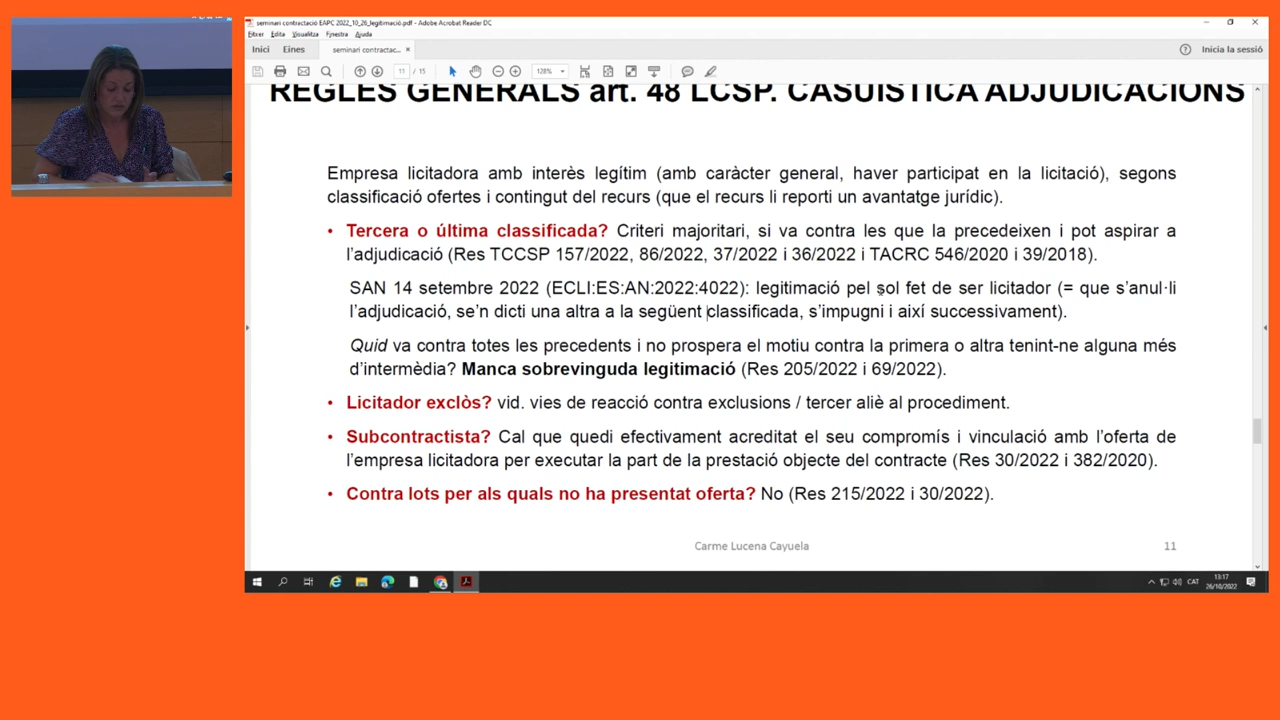 seminari contractació EAPC 2022_10_26_legitimació.pdf - Adobe Acrobat Reader DC
Fitxer Edita Visualitza Finestra Ajuda
Inici Eines seminari contractac... × Inicia la sessió
11 / 15 128%
REGLES GENERALS art. 48 LCSP. CASUÍSTICA ADJUDICACIONS
Empresa licitadora amb interès legítim (amb caràcter general, haver participat en la licitació), segons
classificació ofertes i contingut del recurs (que el recurs li reporti un avantatge jurídic).
• Tercera o última classificada? Criteri majoritari, si va contra les que la precedeixen i pot aspirar a
l’adjudicació (Res TCCSP 157/2022, 86/2022, 37/2022 i 36/2022 i TACRC 546/2020 i 39/2018).
SAN 14 setembre 2022 (ECLI:ES:AN:2022:4022): legitimació pel sol fet de ser licitador (= que s’anul·li
l’adjudicació, se’n dicti una altra a la següent classificada, s’impugni i així successivament).
Quid va contra totes les precedents i no prospera el motiu contra la primera o altra tenint-ne alguna més
d’intermèdia? Manca sobrevinguda legitimació (Res 205/2022 i 69/2022).
• Licitador exclòs? vid. vies de reacció contra exclusions / tercer aliè al procediment.
• Subcontractista? Cal que quedi efectivament acreditat el seu compromís i vinculació amb l’oferta de
l’empresa licitadora per executar la part de la prestació objecte del contracte (Res 30/2022 i 382/2020).
• Contra lots per als quals no ha presentat oferta? No (Res 215/2022 i 30/2022).
Carme Lucena Cayuela 11
CAT 13:17
26/10/2022